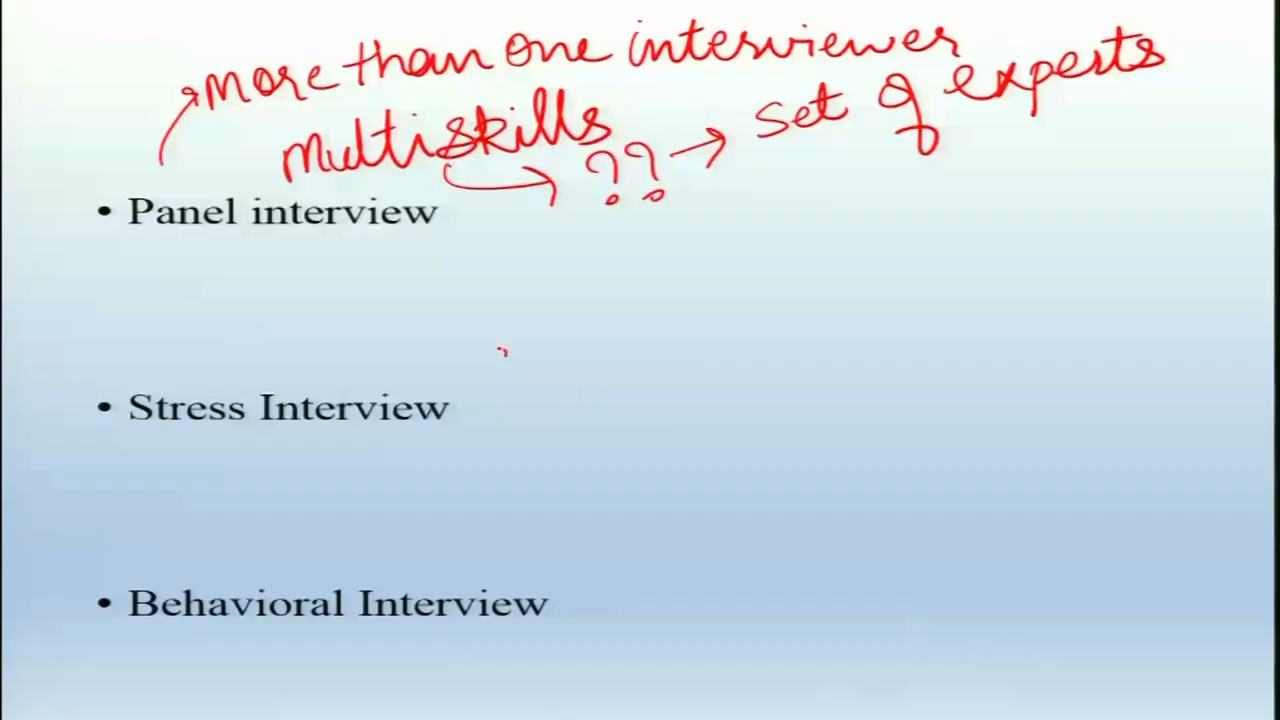 more than one interviewer
multiskills ?? → set of experts
• Panel interview
• Stress Interview
• Behavioral Interview